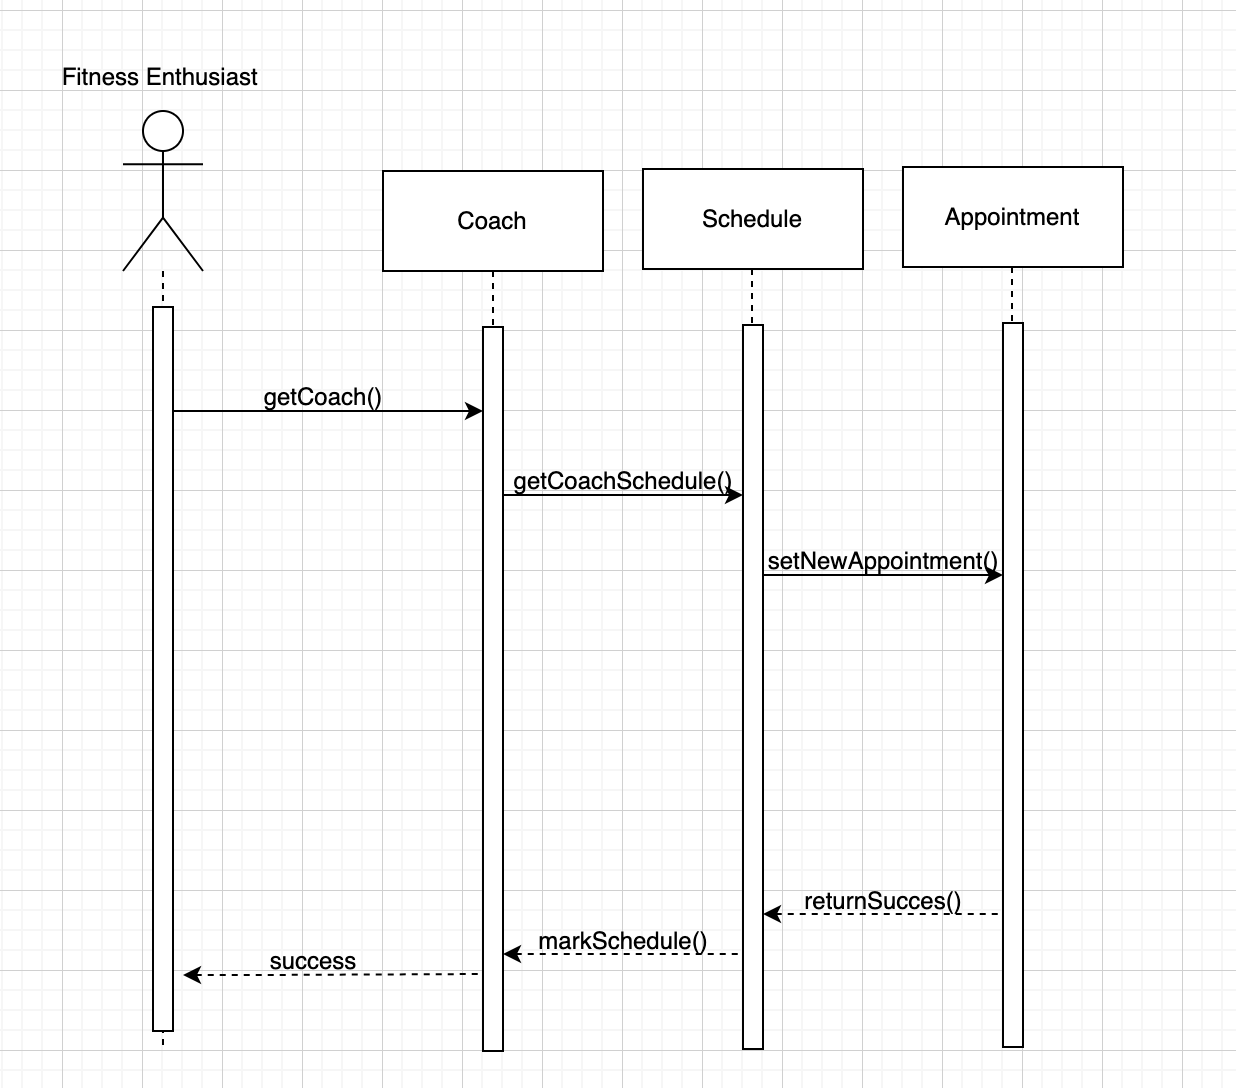 Fitness Enthusiast
Coach
Schedule
Appointment
getCoach()
getCoachSchedule()
setNewAppointment()
returnSucces()
markSchedule()
success